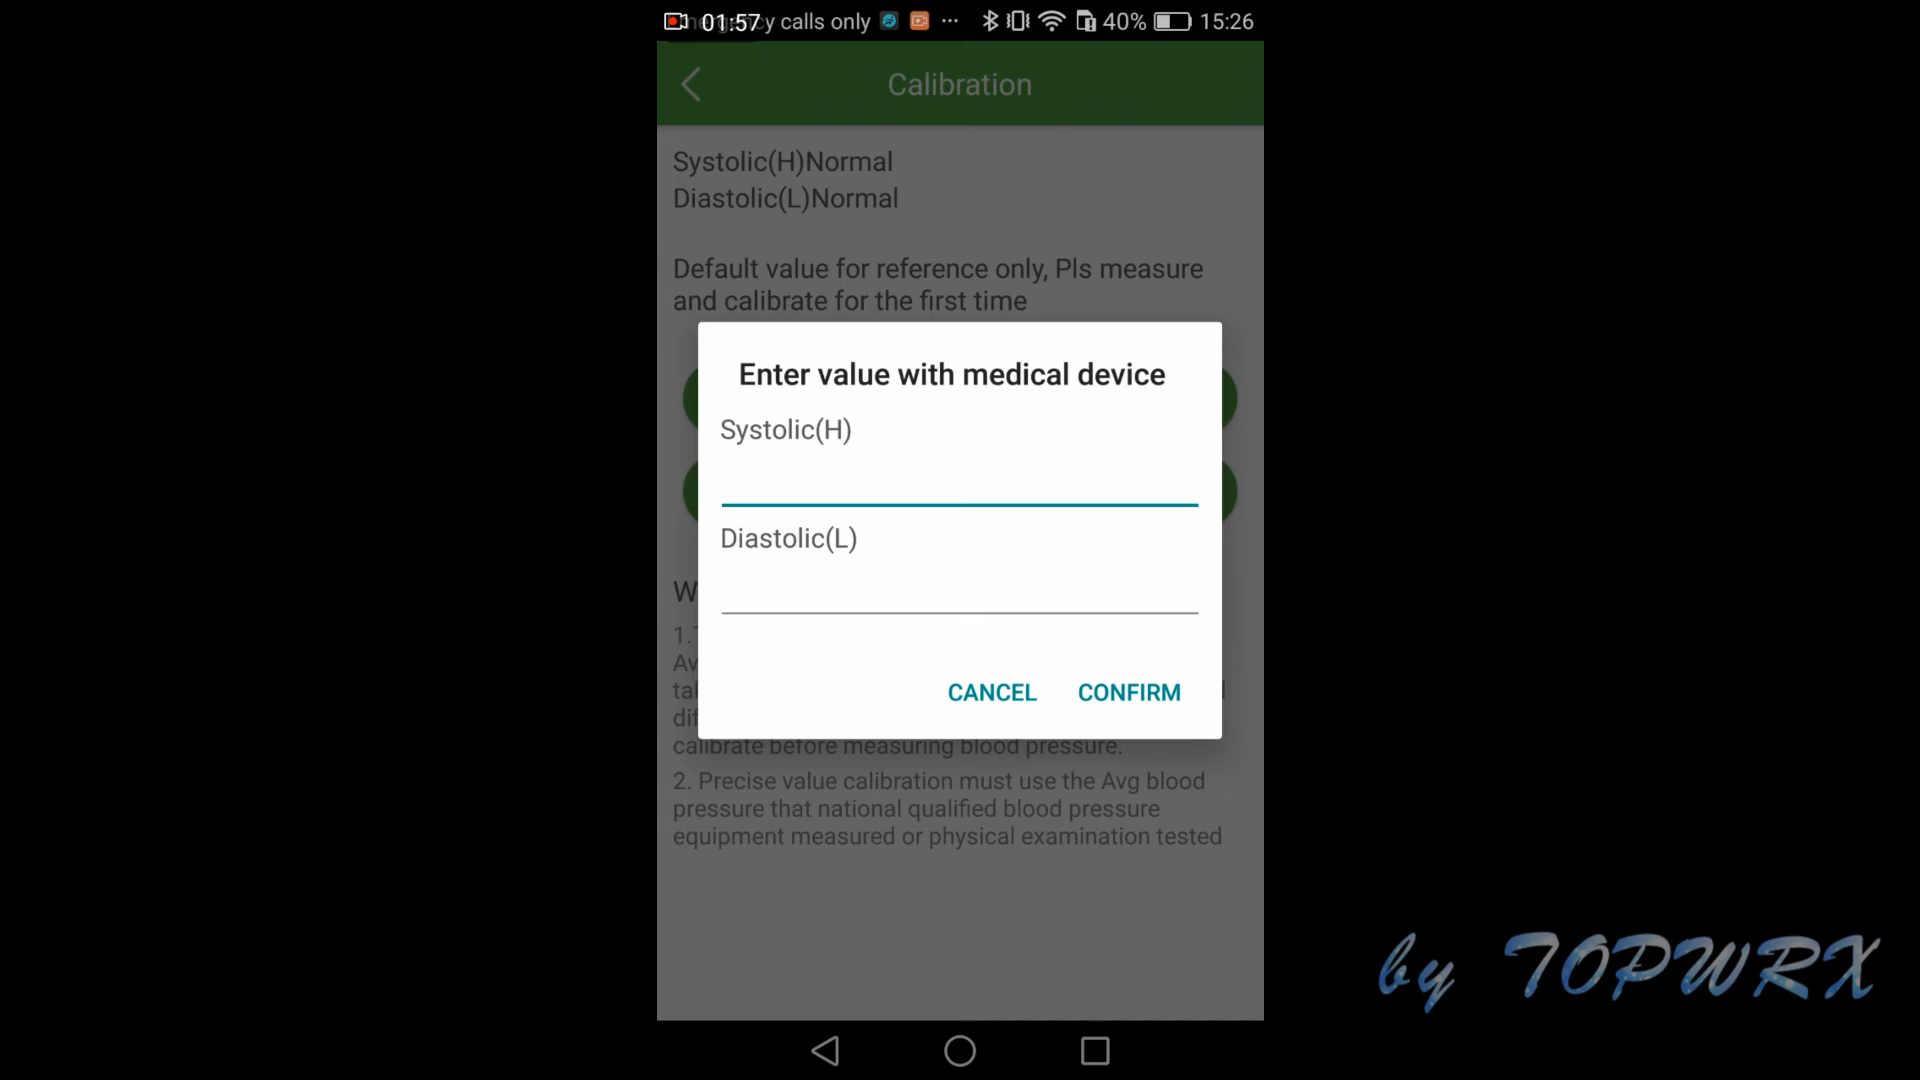 01:57 y calls only ... 40% 15:26
Calibration
Systolic(H)Normal
Diastolic(L)Normal
Default value for reference only, Pls measure
and calibrate for the first time
Enter value with medical device
Systolic(H)
Diastolic(L)
CANCEL CONFIRM
calibrate before measuring blood pressure.
2. Precise value calibration must use the Avg blood
pressure that national qualified blood pressure
equipment measured or physical examination tested
by TOPWRX